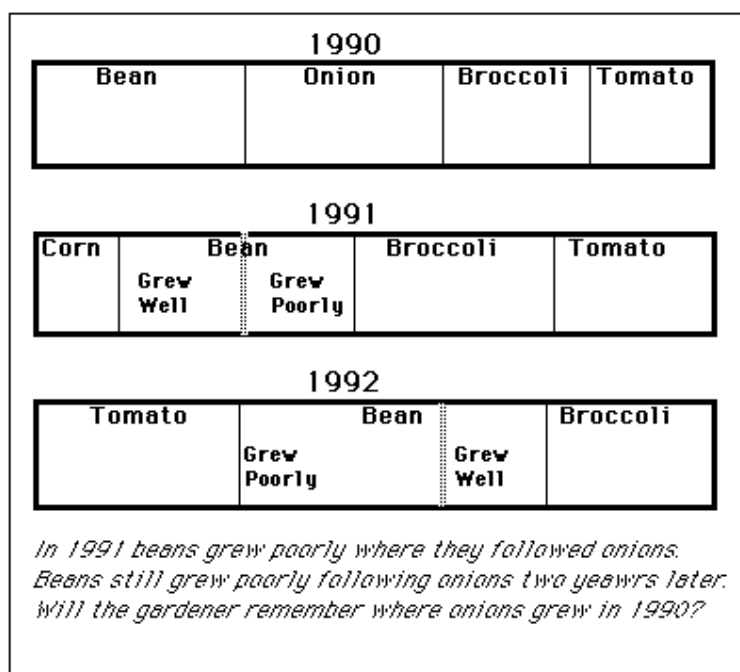 1990
Bean Onion Broccoli Tomato
1991
Corn Bean Broccoli Tomato
Grew Grew
Well Poorly
1992
Tomato Bean Broccoli
Grew Grew
Poorly Well
In 1991 beans grew poorly where they followed onions.
Beans still grew poorly following onions two yeawrs later.
Will the gardener remember where onions grew in 1990?